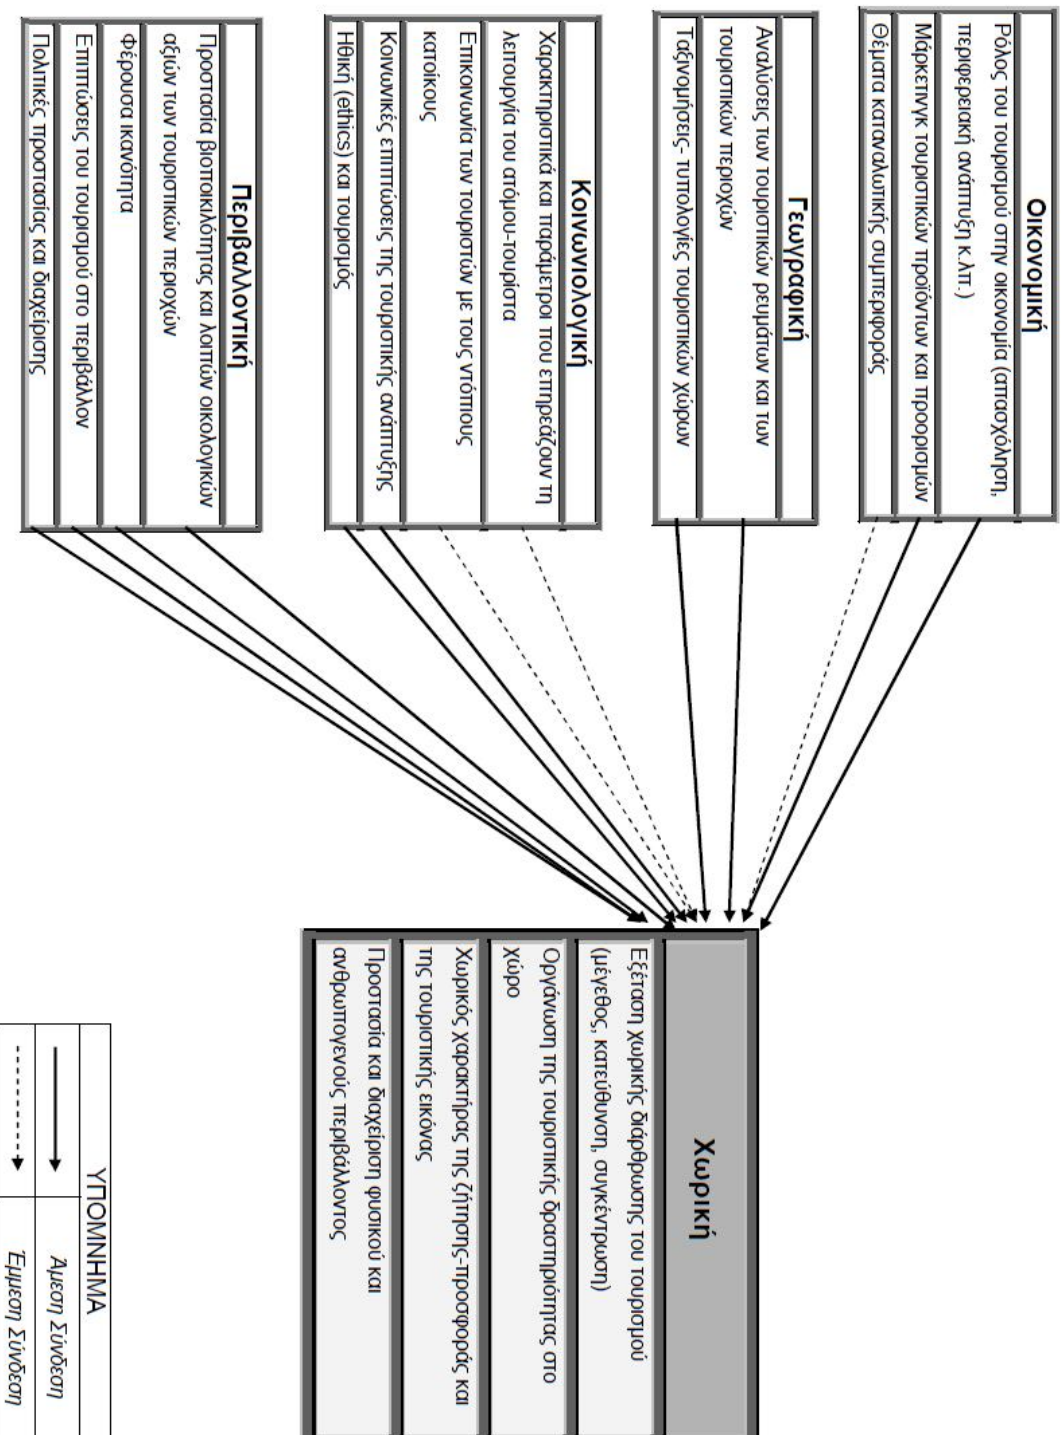 Οικονομική
Ρόλος του τουρισμού στην οικονομία (απασχόληση,
περιφερειακή ανάπτυξη κ.λπ.)
Μάρκετινγκ τουριστικών προϊόντων και προορισμών
Θέματα καταναλωτικής συμπεριφοράς
Γεωγραφική
Αναλύσεις των τουριστικών ρευμάτων και των
τουριστικών περιοχών
Ταξινομήσεις- τυπολογίες τουριστικών χώρων
Κοινωνιολογική
Χαρακτηριστικά και παράμετροι του επηρεάζουν τη
λειτουργία του ατόμου-τουρίστα
Επικοινωνία των τουριστών με τους ντόπιους
κατοίκους
Κοινωνικές επιπτώσεις της τουριστικής ανάπτυξης
Ηθική (ethics) και τουρισμός
Περιβαλλοντική
Προστασία βιοποικιλότητας και λοιπών οικολογικών
αξιών των τουριστικών περιοχών
Φέρουσα ικανότητα
Επιπτώσεις του τουρισμού στο περιβάλλον
Πολιτικές προστασίας και διαχείρισης
Χωρική
Εξέταση χωρικής διάρθρωσης του τουρισμού
(μέγεθος, κατεύθυνση, συγκέντρωση)
Οργάνωση της τουριστικής δραστηριότητας στο
χώρο
Χωρικός χαρακτήρας της ζήτησης-προσφοράς και
της τουριστικής εικόνας
Προστασία και διαχείριση φυσικού και
ανθρωπογενούς περιβάλλοντος
ΥΠΟΜΝΗΜΑ
Άμεση Σύνδεση
Έμμεση Σύνδεση